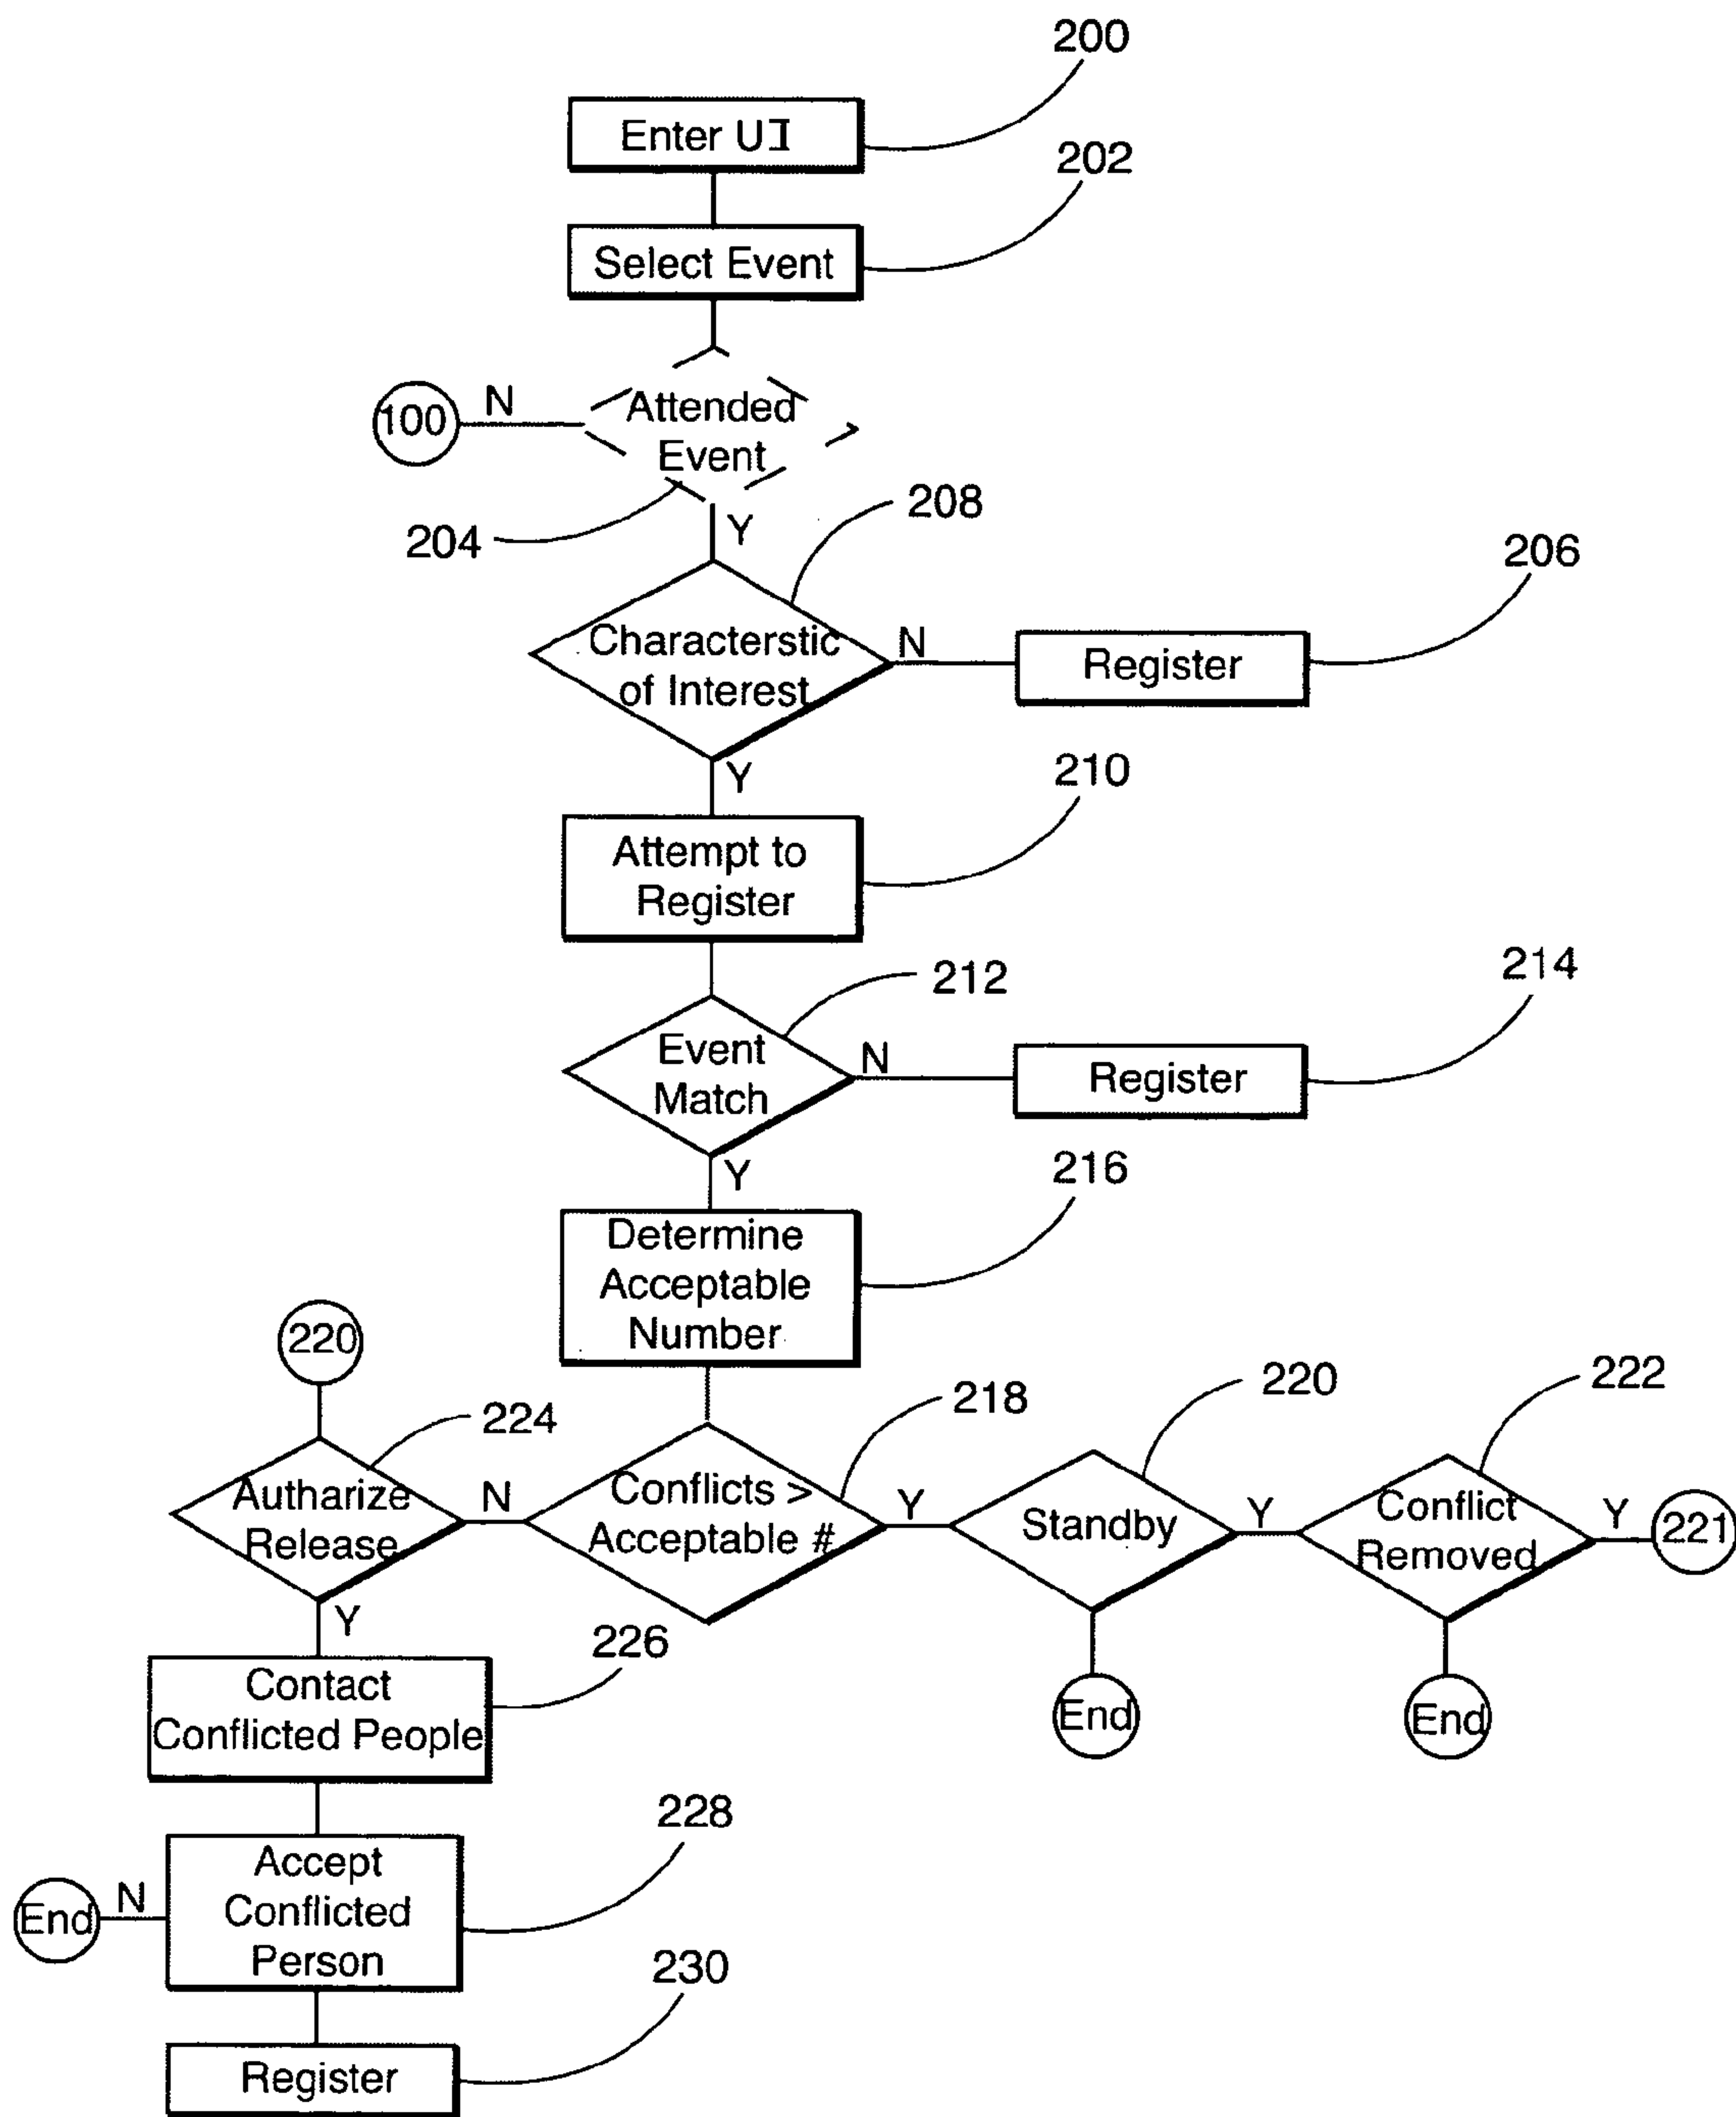 200
Enter UI
202
Select Event
100
N
Attended
Event
204
Y
208
206
Characterstic
of Interest
N
Register
Y
210
Attempt to
Register
212
214
Event
Match
N
Register
Y
216
Determine
Acceptable
Number
220
224
218
220
222
Autharize
Release
N
Conflicts >
Acceptable #
Y
Standby
Y
Conflict
Removed
Y
221
Y
226
Contact
Conflicted People
End
End
228
End
N
Accept
Conflicted
Person
230
Register